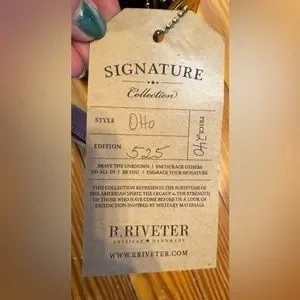 SIGNATURE
Collection
STYLE Otto
EDITION 525
PRICE 240
BRAVE THE UNKNOWN | ENCOURAGE OTHERS
GO ALL IN | BE YOU | EMBRACE YOUR SIGNATURE
THIS COLLECTION REPRESENTS THE FORTITUDE OF
THE AMERICAN SPIRIT, THE LEGACY & THE STRENGTH
OF THOSE WHO HAVE COME BEFORE US. A LOOK OF
DISTINCTION INSPIRED BY MILITARY MATERIALS.
R.RIVETER
AMERICAN ★ HANDMADE
WWW.RRIVETER.COM